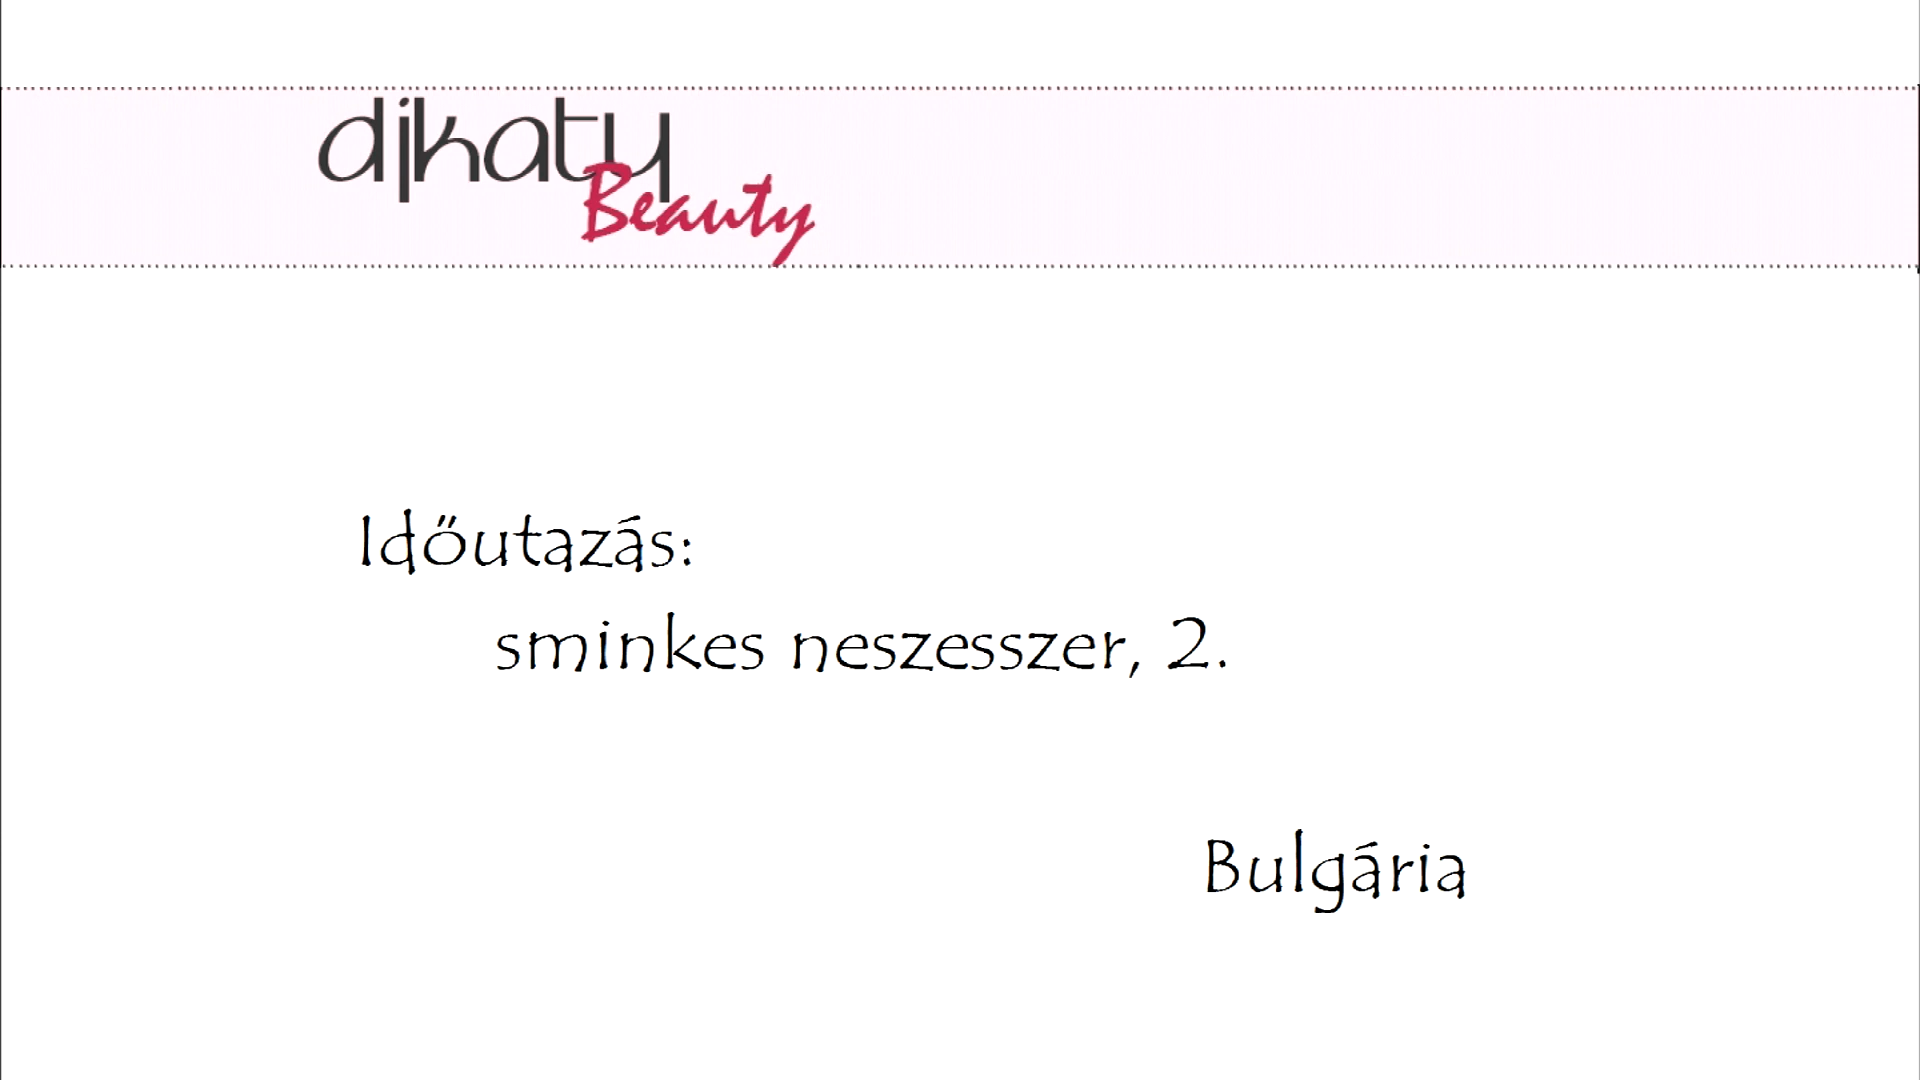 djkaty
Beauty
Időutazás:
sminkes neszesszer, 2.
Bulgária